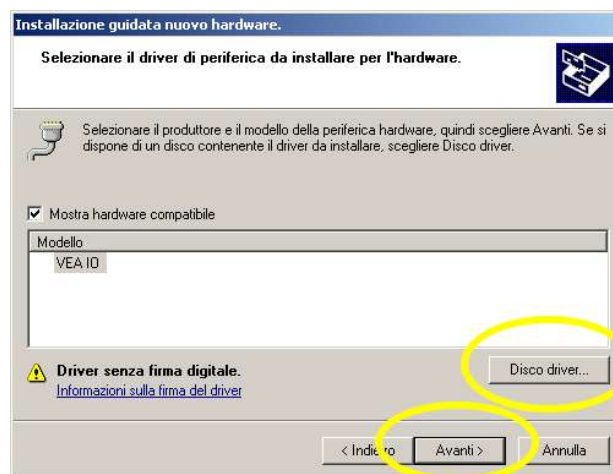 Installazione guidata nuovo hardware.
Selezionare il driver di periferica da installare per l'hardware.
Selezionare il produttore e il modello della periferica hardware, quindi scegliere Avanti. Se si
dispone di un disco contenente il driver da installare, scegliere Disco driver.
Mostra hardware compatibile
Modello
VEA IO
Driver senza firma digitale.
Informazioni sulla firma del driver
Disco driver...
< Indietro
Avanti >
Annulla